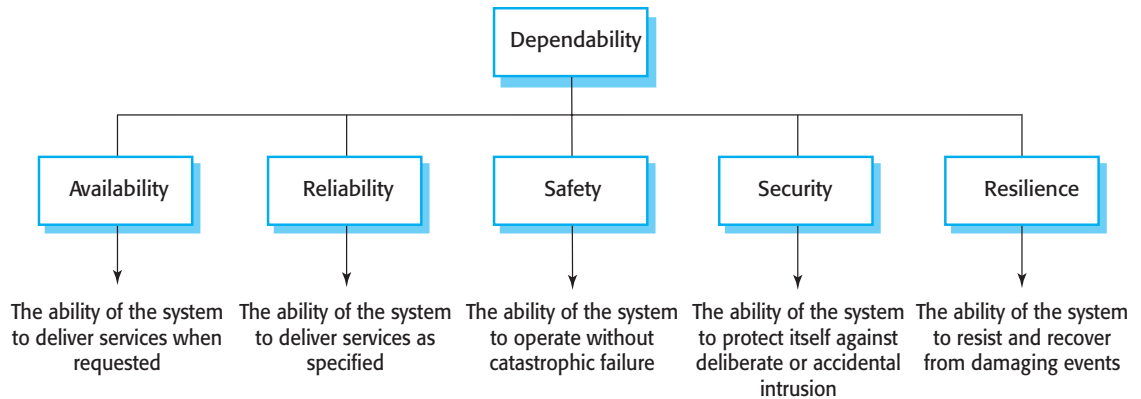 Dependability
Availability
Reliability
Safety
Security
Resilience
The ability of the system
to deliver services when
requested
The ability of the system
to deliver services as
specified
The ability of the system
to operate without
catastrophic failure
The ability of the system
to protect itself against
deliberate or accidental
intrusion
The ability of the system
to resist and recover
from damaging events